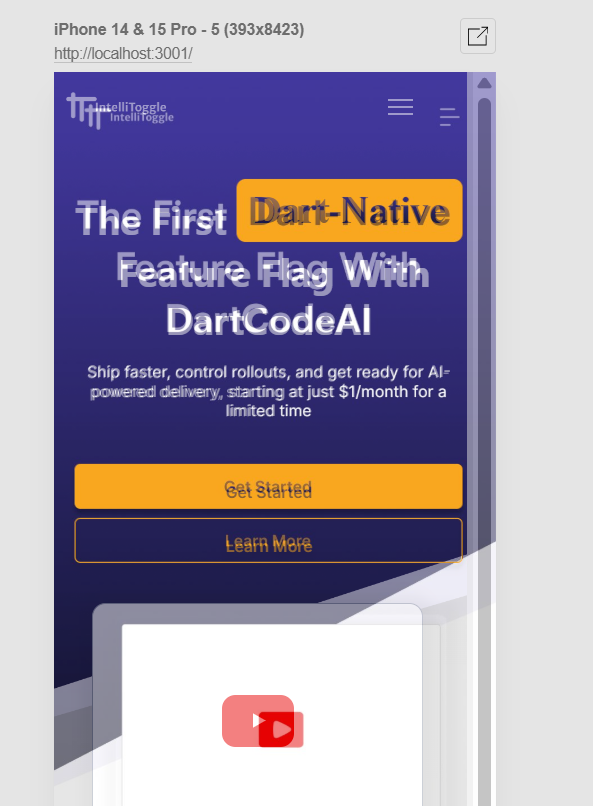 iPhone 14 & 15 Pro - 5 (393x8423)
http://localhost:3001/
IntelliToggle
IntelliToggle
The First Dart-Native
Feature Flag With
DartCodeAI
Ship faster, control rollouts, and get ready for AI-
powered delivery, starting at just $1/month for a
limited time
Get Started
Get Started
Learn More
Learn More